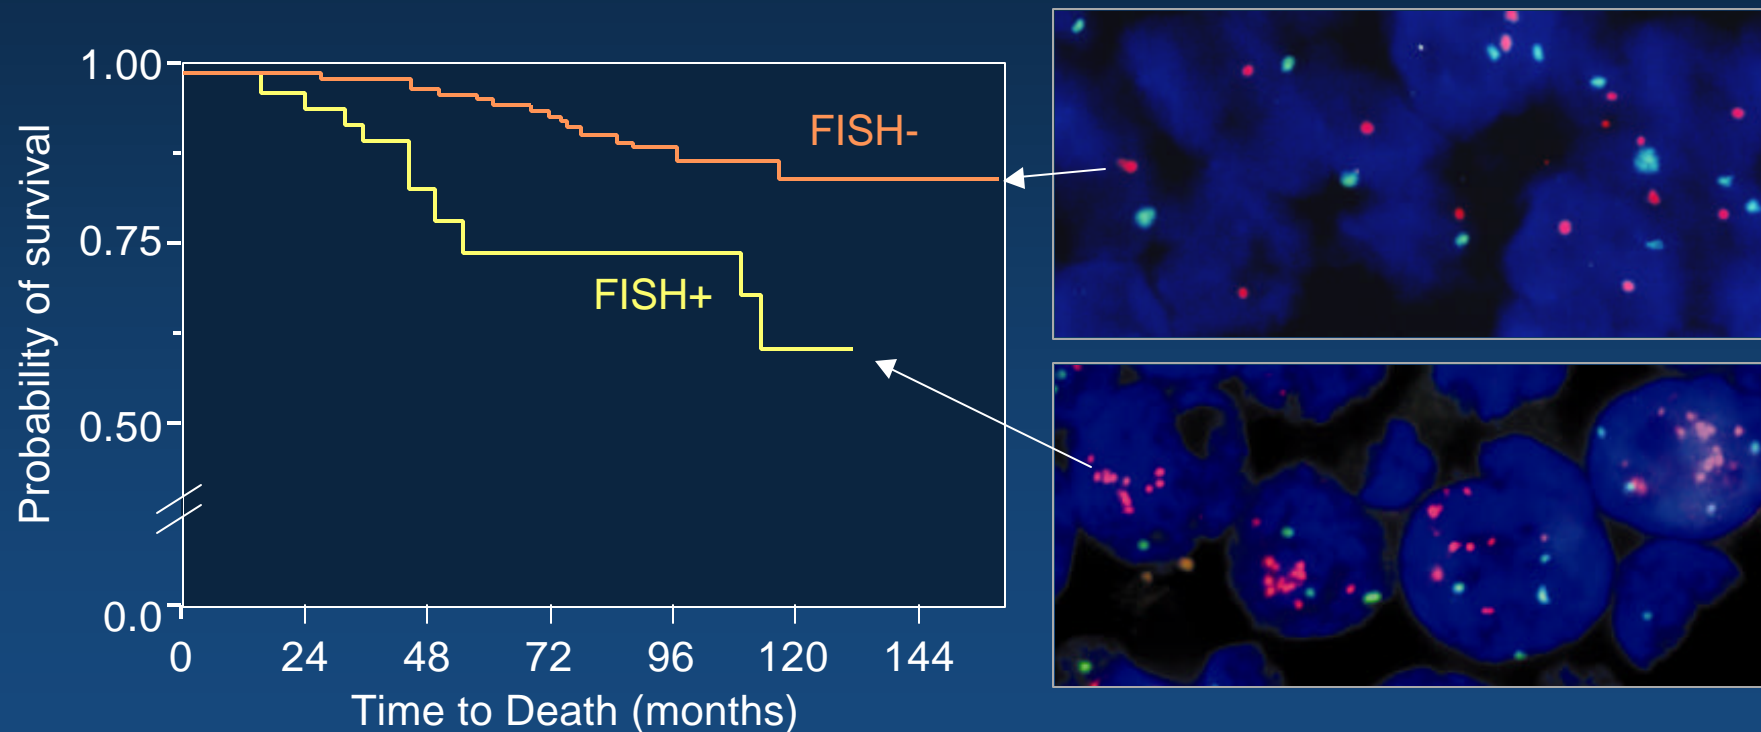 1.00
0.75
0.50
0.0
Probability of survival
FISH-
FISH+
0 24 48 72 96 120 144
Time to Death (months)